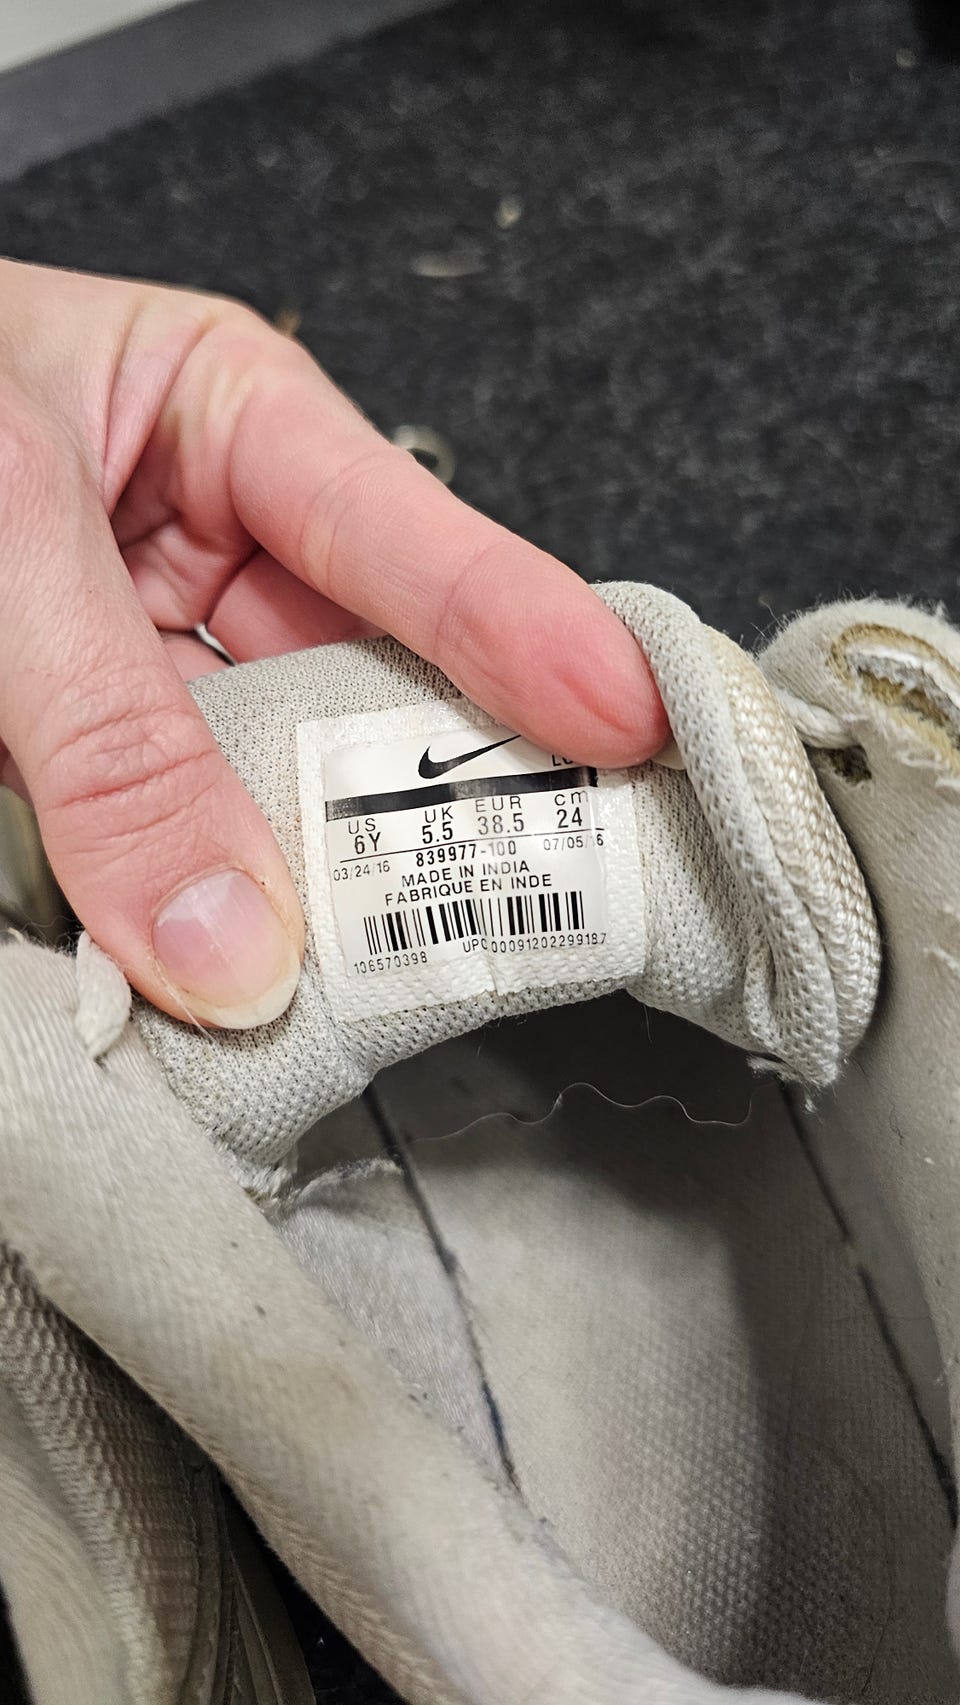 US UK EUR cm
6Y 5.5 38.5 24
03/24/16 839977-100 07/05/16
MADE IN INDIA
FABRIQUE EN INDE
106570398 UPC 00091202299187